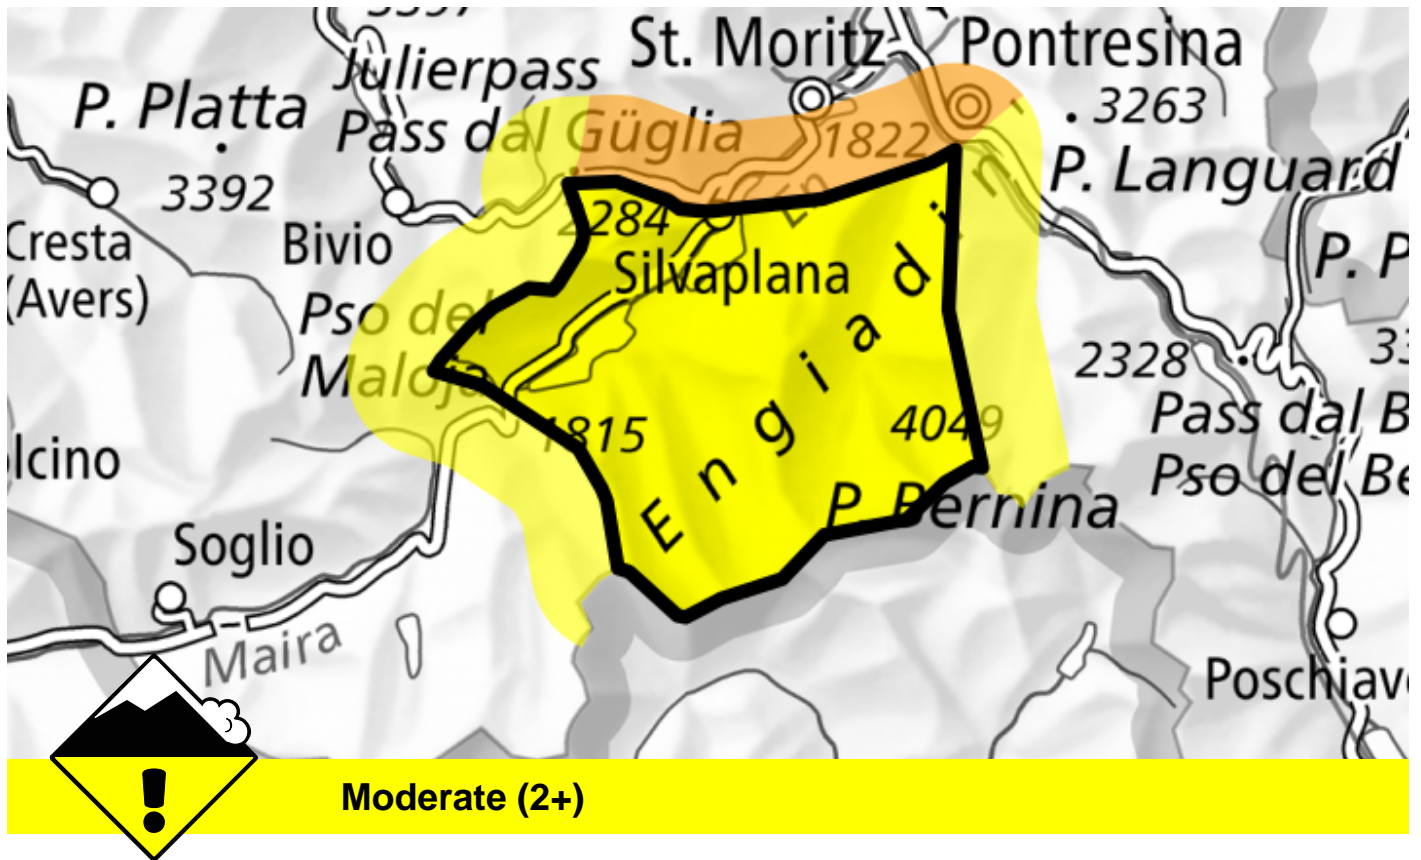 St. Moritz
Pontresina
Julierpass
Pass dal Güglia
P. Platta
3392
3263
1822
P. Languard
2284
Cresta
(Avers)
Bivio
Silvaplana
Pso del
Maloja
2328
Pass dal B
Pso del Be
1815
4049
Engiadin
P. Bernina
lcino
Soglio
Maira
Poschiavo
Moderate (2+)